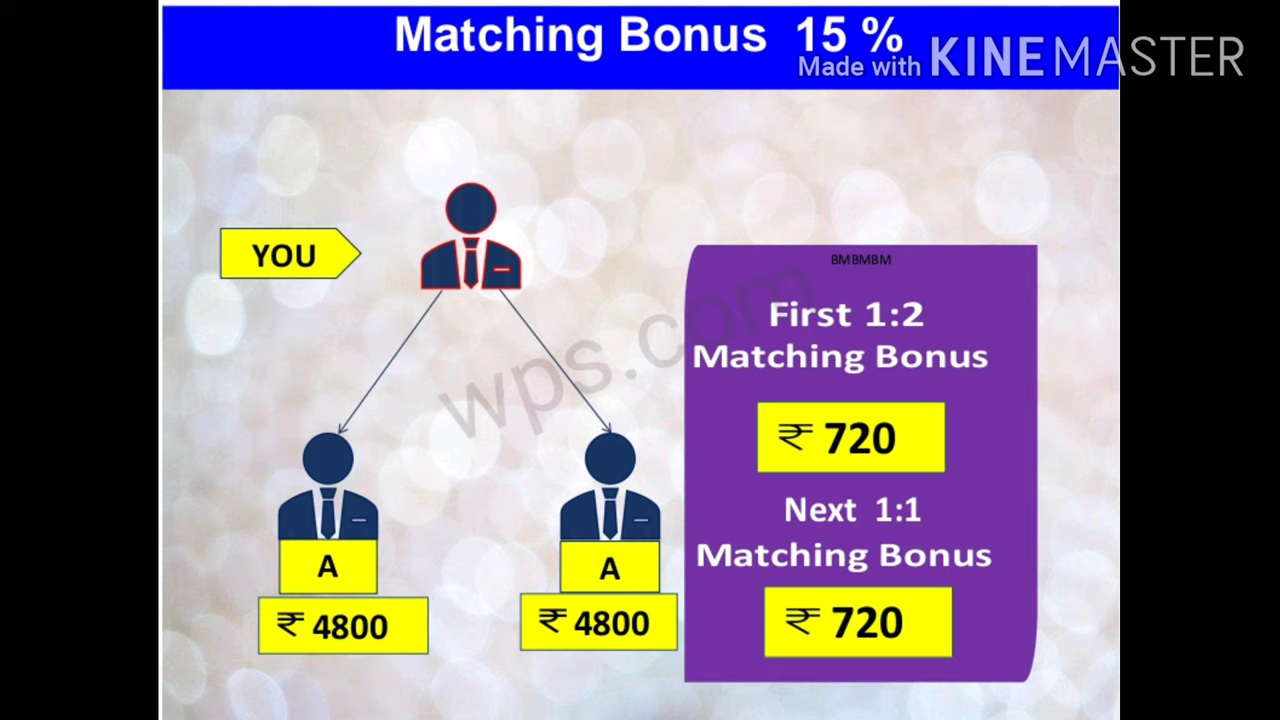 Matching Bonus 15 %
Made with KINEMASTER
YOU
BMBMBM
First 1:2
Matching Bonus
₹ 720
wps.com
Next 1:1
Matching Bonus
A
A
₹ 4800
₹ 4800
₹ 720